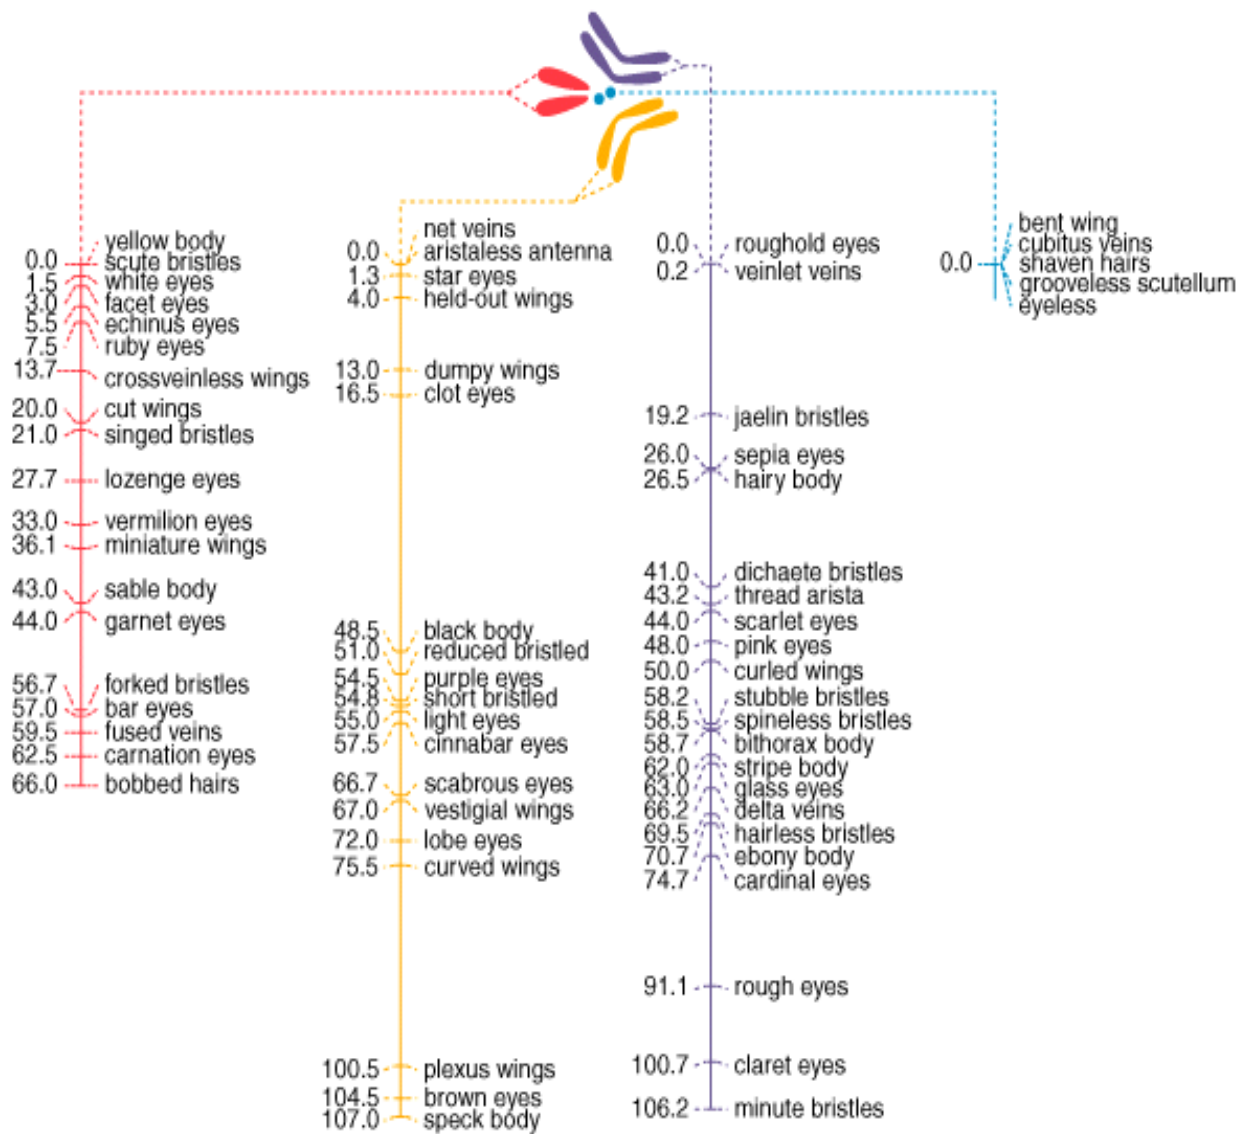 yellow body
0.0 scute bristles
1.5 white eyes
3.0 facet eyes
5.5 echinus eyes
7.5 ruby eyes
13.7 crossveinless wings
20.0 cut wings
21.0 singed bristles
27.7 lozenge eyes
33.0 vermilion eyes
36.1 miniature wings
43.0 sable body
44.0 garnet eyes
56.7 forked bristles
57.0 bar eyes
59.5 fused veins
62.5 carnation eyes
66.0 bobbed hairs
net veins
0.0 aristaless antenna
1.3 star eyes
4.0 held-out wings
13.0 dumpy wings
16.5 clot eyes
48.5 black body
51.0 reduced bristled
54.5 purple eyes
54.8 short bristled
55.0 light eyes
57.5 cinnabar eyes
66.7 scabrous eyes
67.0 vestigial wings
72.0 lobe eyes
75.5 curved wings
100.5 plexus wings
104.5 brown eyes
107.0 speck body
0.0 roughold eyes
0.2 veinlet veins
19.2 jaelin bristles
26.0 sepia eyes
26.5 hairy body
41.0 dichaete bristles
43.2 thread arista
44.0 scarlet eyes
48.0 pink eyes
50.0 curled wings
58.2 stubble bristles
58.5 spineless bristles
58.7 bithorax body
62.0 stripe body
63.0 glass eyes
66.2 delta veins
69.5 hairless bristles
70.7 ebony body
74.7 cardinal eyes
91.1 rough eyes
100.7 claret eyes
106.2 minute bristles
bent wing
cubitus veins
0.0 shaven hairs
grooveless scutellum
eyeless